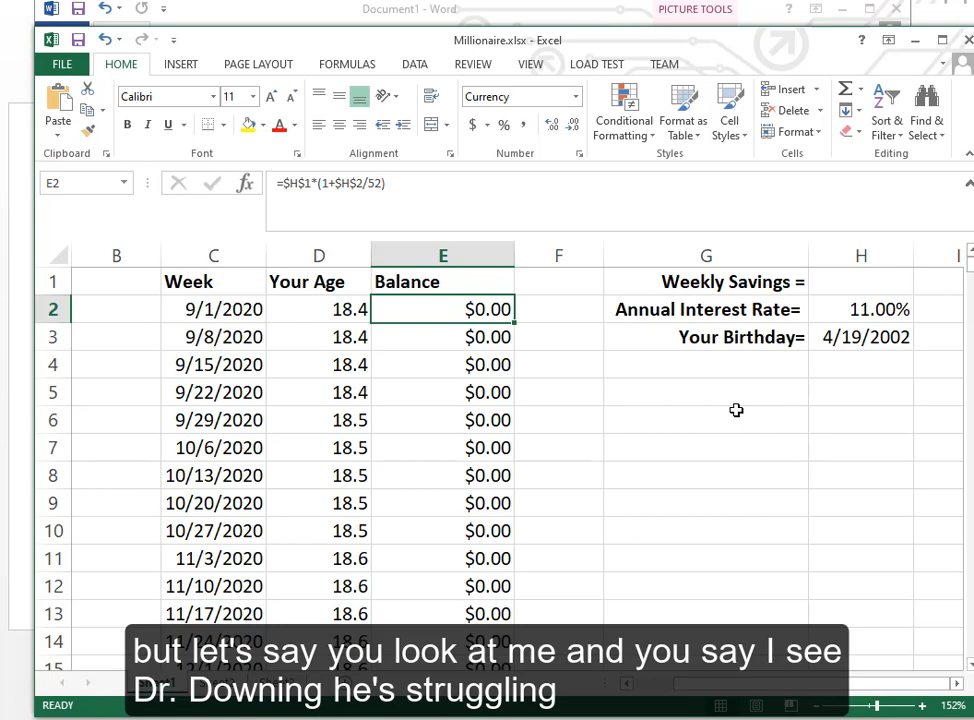 Document1 - Word
PICTURE TOOLS
Millionaire.xlsx - Excel
FILE HOME INSERT PAGE LAYOUT FORMULAS DATA REVIEW VIEW LOAD TEST TEAM
Paste
Calibri 11
B I U
Currency
$ % ,
Conditional Formatting
Format as Table
Cell Styles
Insert
Delete
Format
Sort & Filter
Find & Select
Clipboard Font Alignment Number Styles Cells Editing
E2 fx =$H$1*(1+$H$2/52)
B C D E F G H I
1 Week Your Age Balance Weekly Savings =
2 9/1/2020 18.4 $0.00 Annual Interest Rate= 11.00%
3 9/8/2020 18.4 $0.00 Your Birthday= 4/19/2002
4 9/15/2020 18.4 $0.00
5 9/22/2020 18.4 $0.00
6 9/29/2020 18.5 $0.00
7 10/6/2020 18.5 $0.00
8 10/13/2020 18.5 $0.00
9 10/20/2020 18.5 $0.00
10 10/27/2020 18.5 $0.00
11 11/3/2020 18.6 $0.00
12 11/10/2020 18.6 $0.00
13 11/17/2020 18.6 $0.00
14
but let's say you look at me and you say I see
Dr. Downing he's struggling
READY 152%